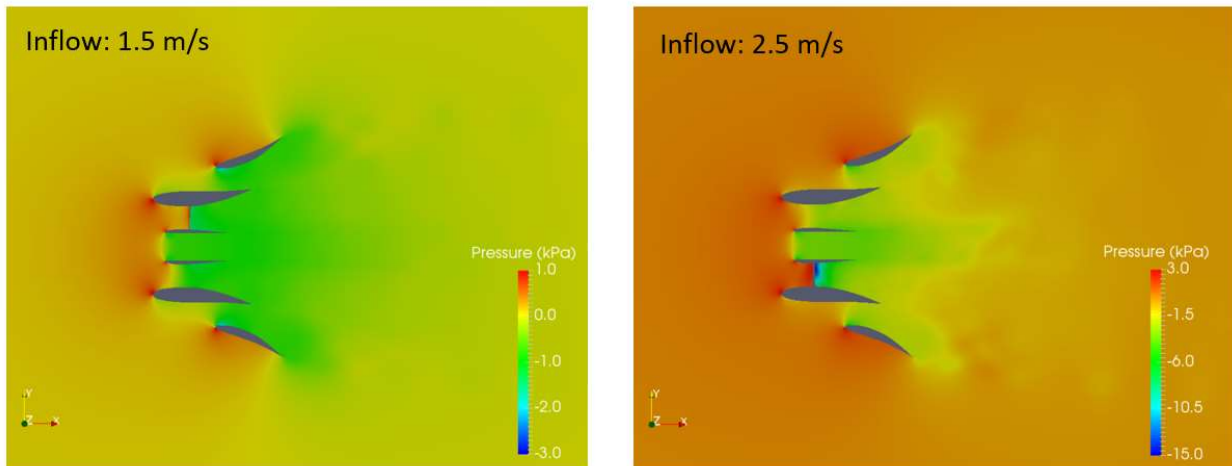 Inflow: 1.5 m/s
Pressure (kPa)
1.0
0.0
-1.0
-2.0
-3.0
Y
Z
X
Inflow: 2.5 m/s
Pressure (kPa)
3.0
-1.5
-6.0
-10.5
-15.0
Y
Z
X